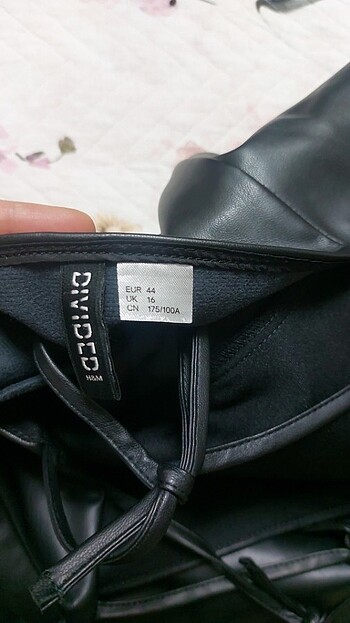 DIVIDED
H&M
EUR 44
UK 16
CN 175/100A